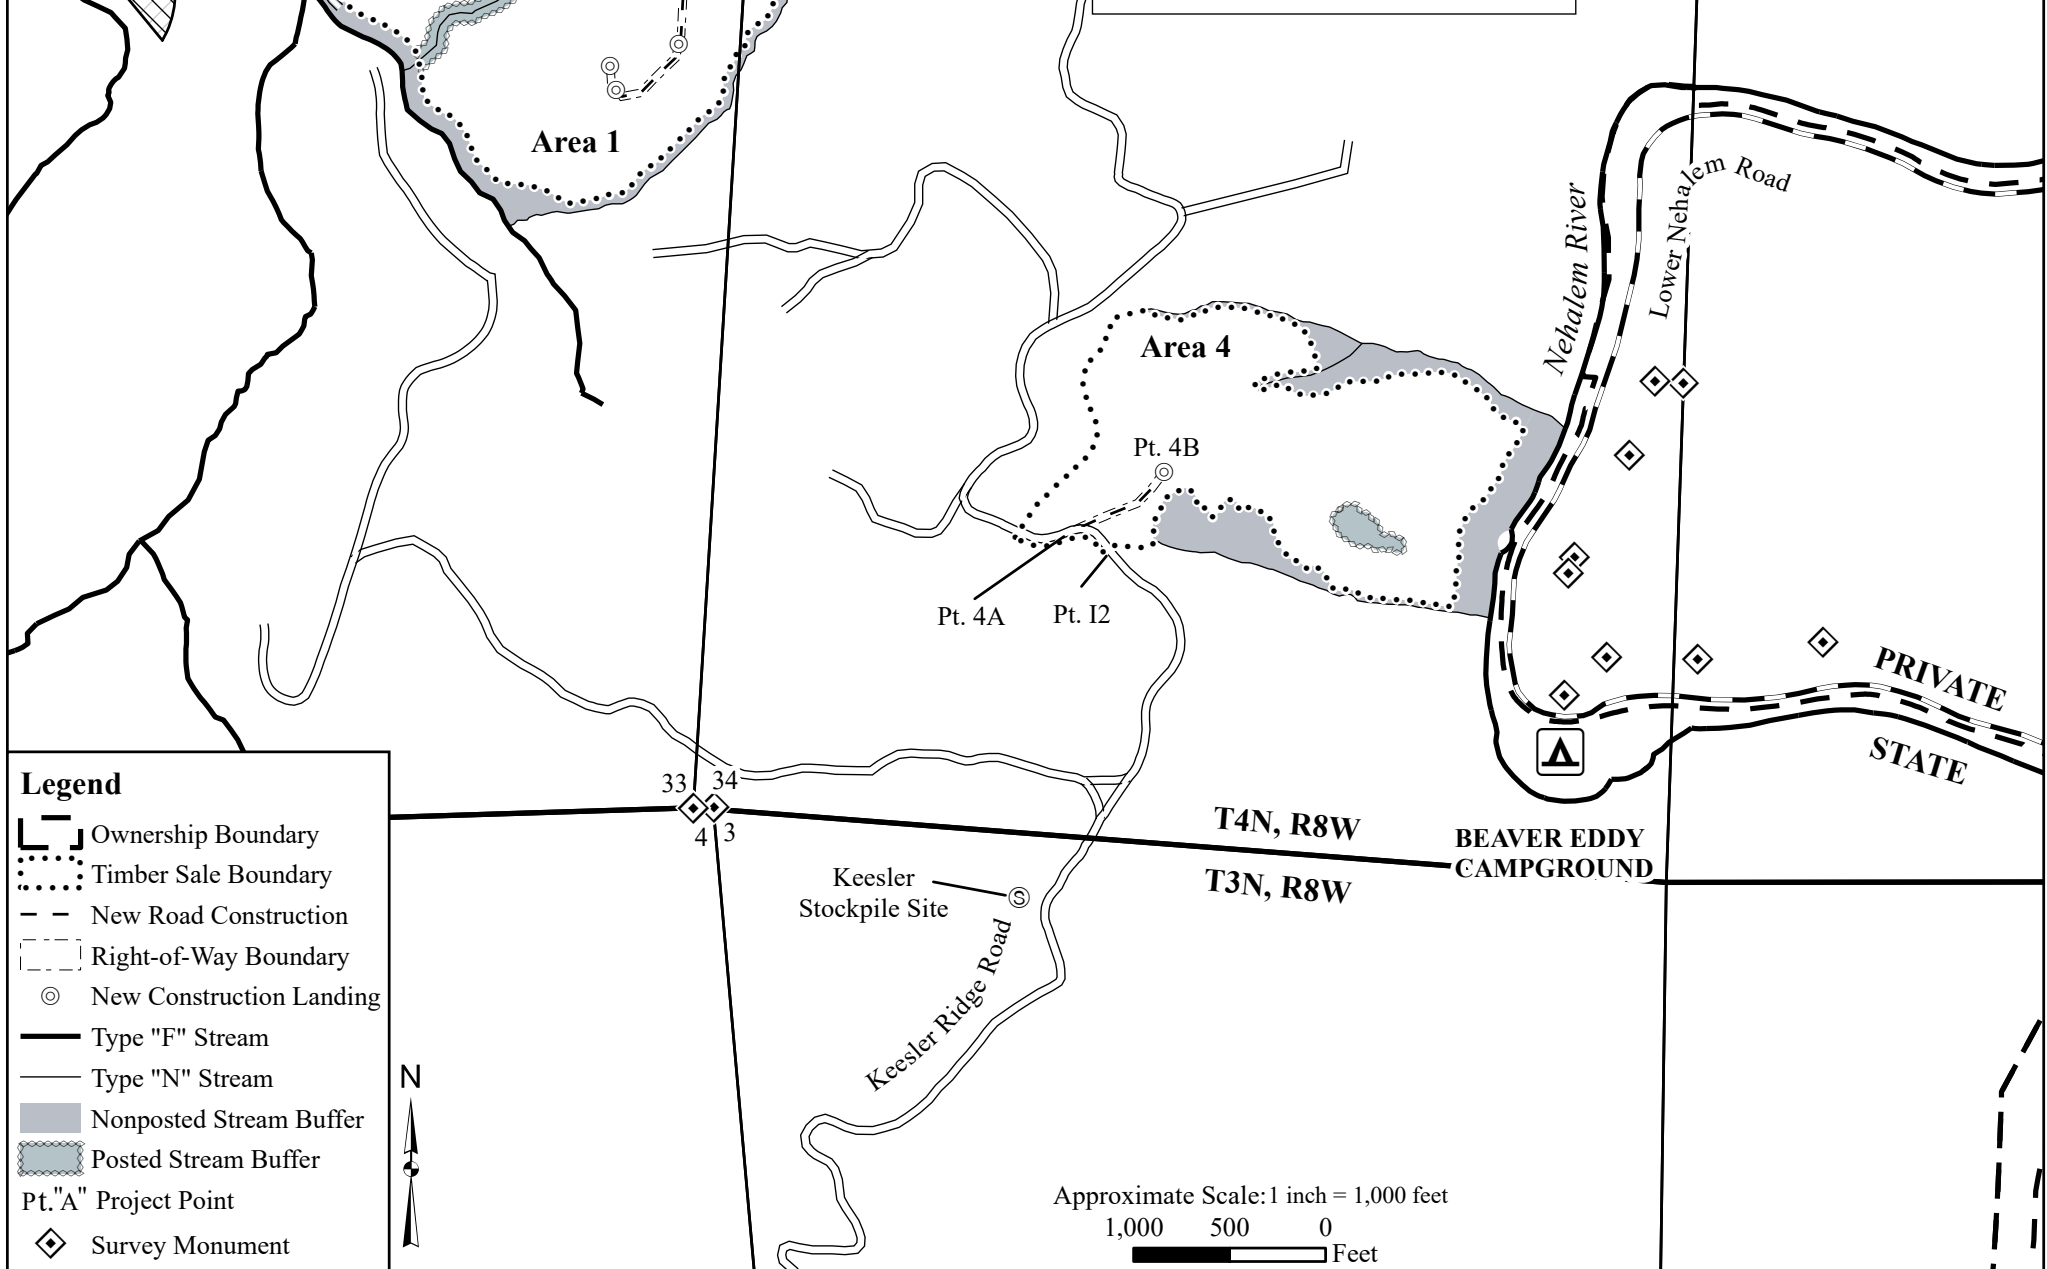 Area 1
Nehalem River
Lower Nehalem Road
Area 4
Pt. 4B
Pt. 4A
Pt. I2
PRIVATE
STATE
33
34
4
3
T4N, R8W
T3N, R8W
BEAVER EDDY
CAMPGROUND
Keesler
Stockpile Site
S
Keesler Ridge Road
Legend
Ownership Boundary
Timber Sale Boundary
New Road Construction
Right-of-Way Boundary
New Construction Landing
Type "F" Stream
Type "N" Stream
Nonposted Stream Buffer
Posted Stream Buffer
Pt."A" Project Point
Survey Monument
N
Approximate Scale:1 inch = 1,000 feet
1,000 500 0
Feet